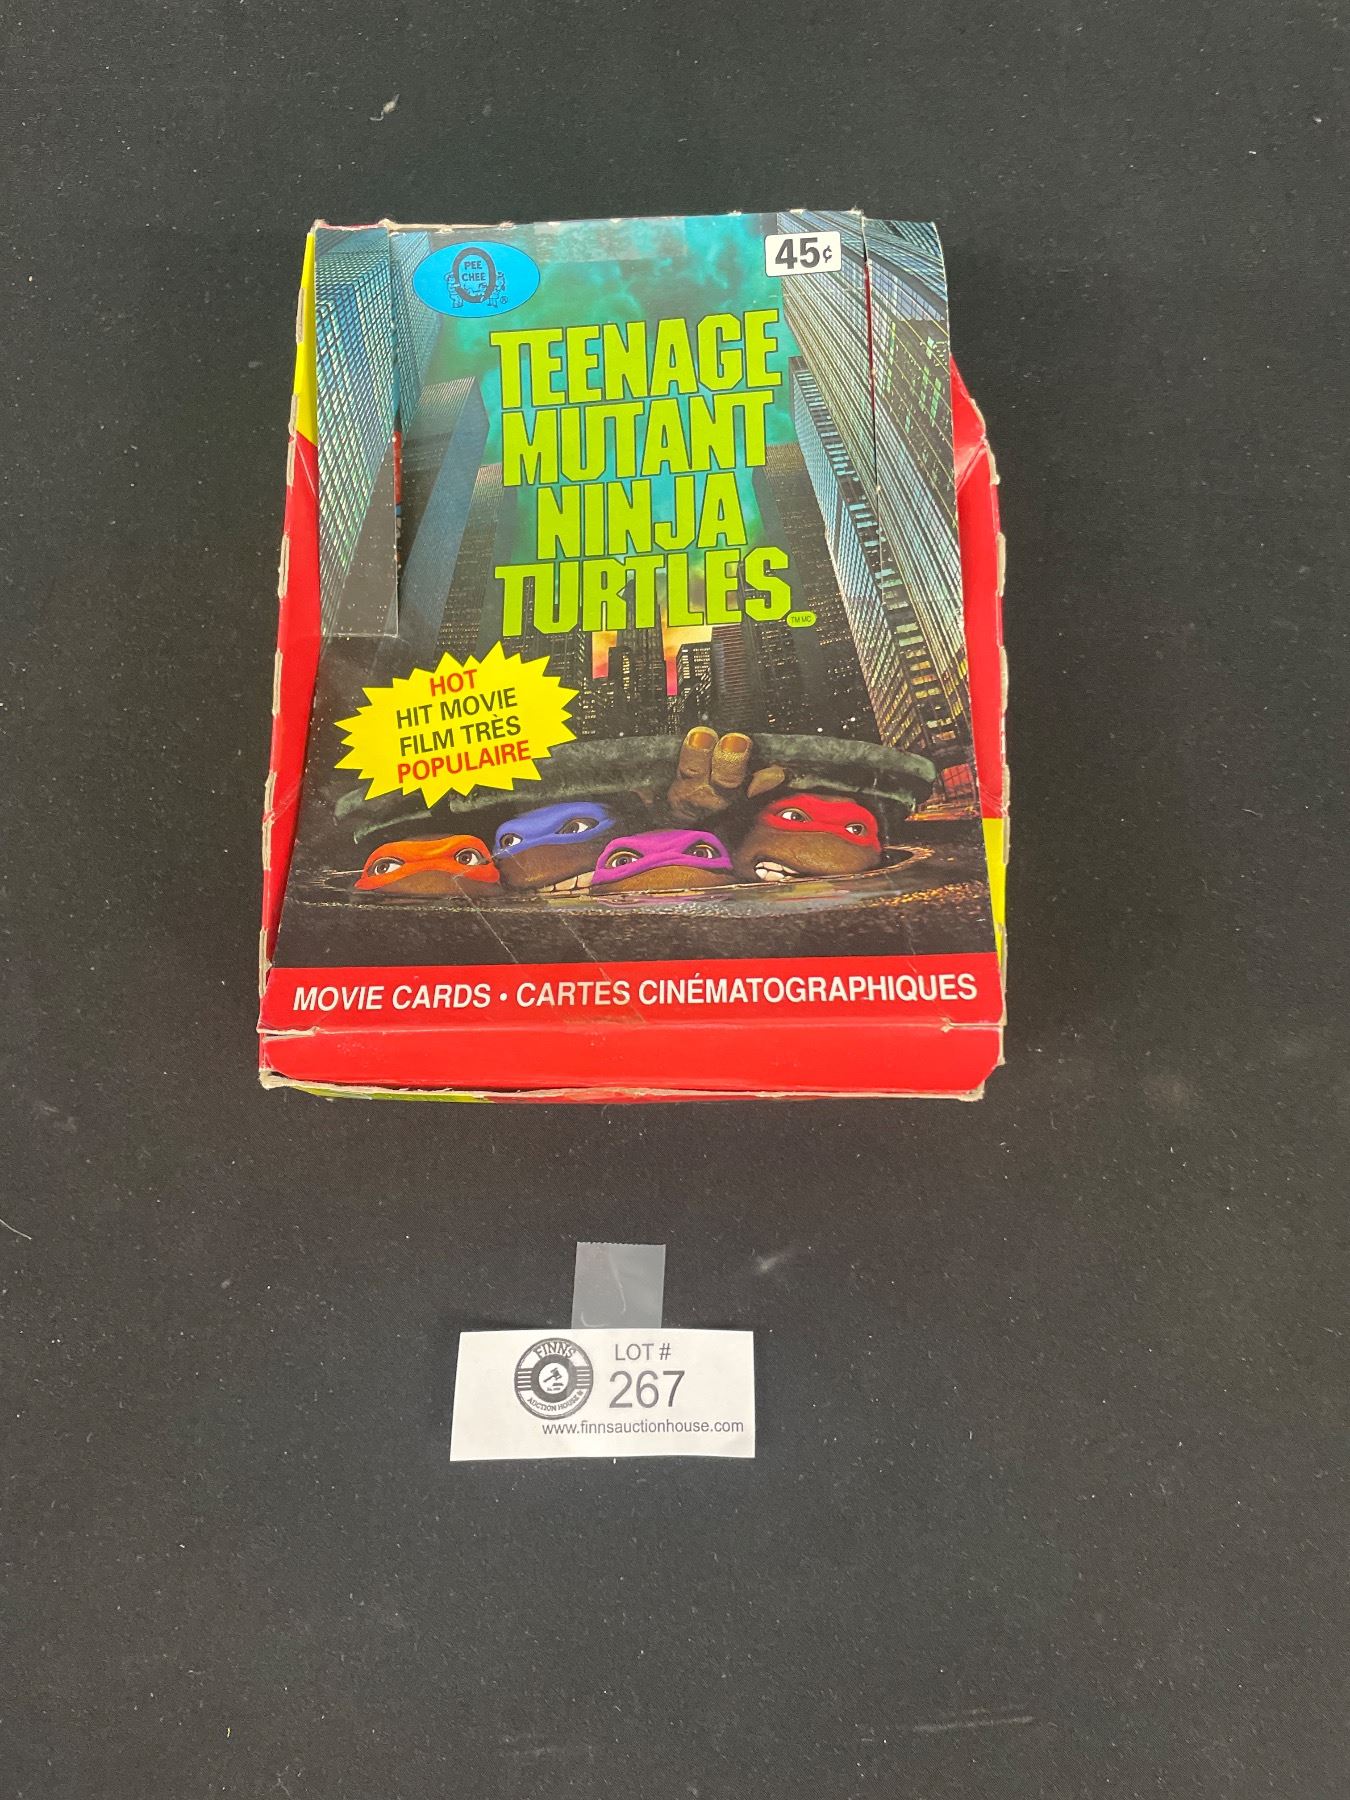 O
PEE
CHEE
®
45¢
TEENAGE
MUTANT
NINJA
TURTLES
TM MC
HOT
HIT MOVIE
FILM TRÈS
POPULAIRE
MOVIE CARDS • CARTES CINÉMATOGRAPHIQUES
FINNS
AUCTION HOUSE
LOT #
267
www.finnsauctionhouse.com